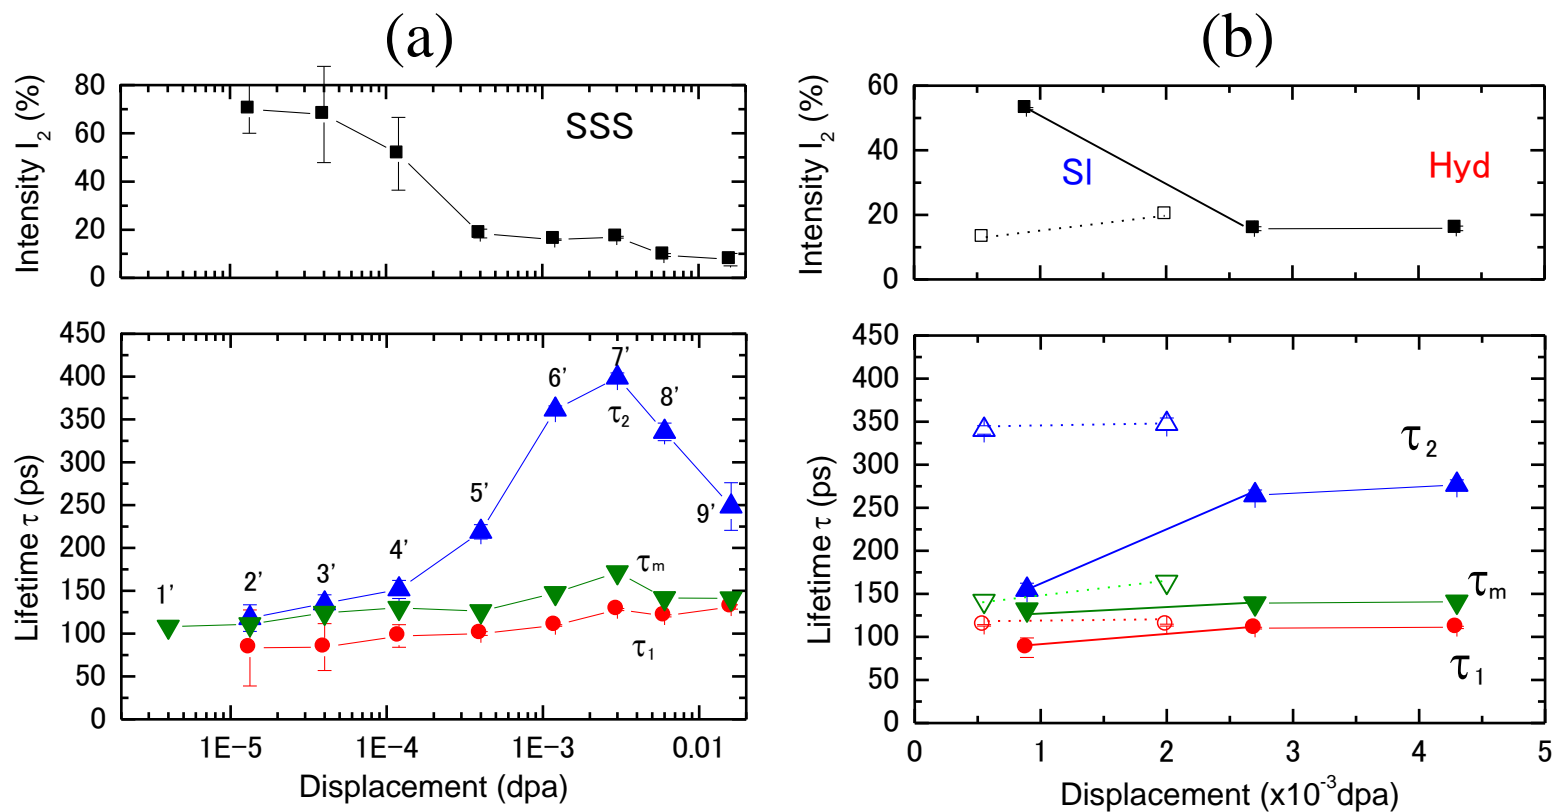 (a)
80
60
40
20
0
Intensity I₂ (%)
SSS
450
400
350
300
250
200
150
100
50
0
Lifetime τ (ps)
1'
2'
3'
4'
5'
6'
7'
8'
9'
τ₂
τₘ
τ₁
1E-5
1E-4
1E-3
0.01
Displacement (dpa)
(b)
60
40
20
0
Intensity I₂ (%)
SI
Hyd
450
400
350
300
250
200
150
100
50
0
Lifetime τ (ps)
τ₂
τₘ
τ₁
0
1
2
3
4
5
Displacement (x10⁻³dpa)